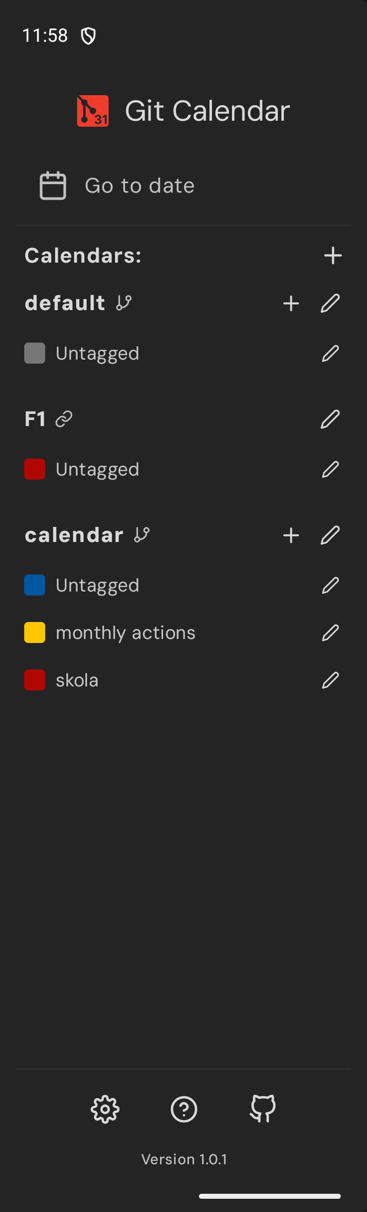 11:58
31
Git Calendar
Go to date
Calendars:
default
Untagged
F1
Untagged
calendar
Untagged
monthly actions
skola
Version 1.0.1